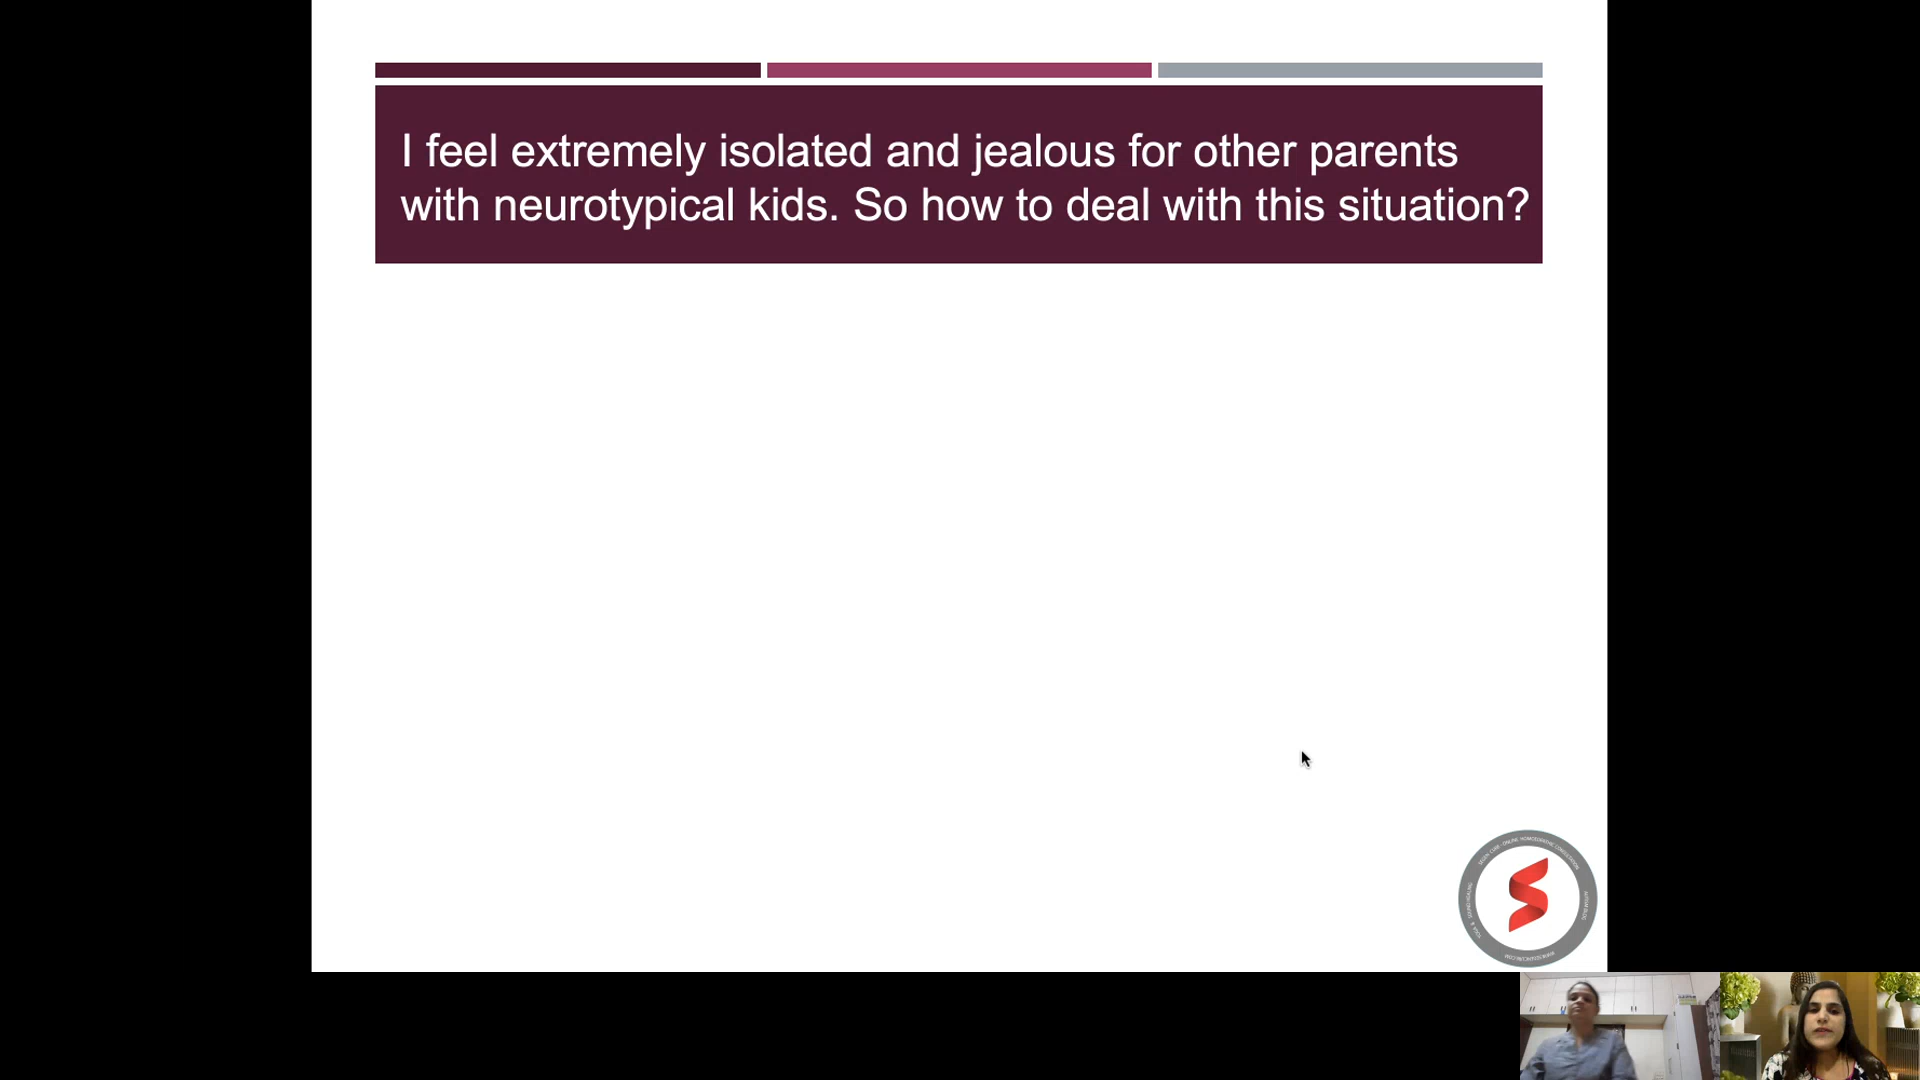 I feel extremely isolated and jealous for other parents
with neurotypical kids. So how to deal with this situation?